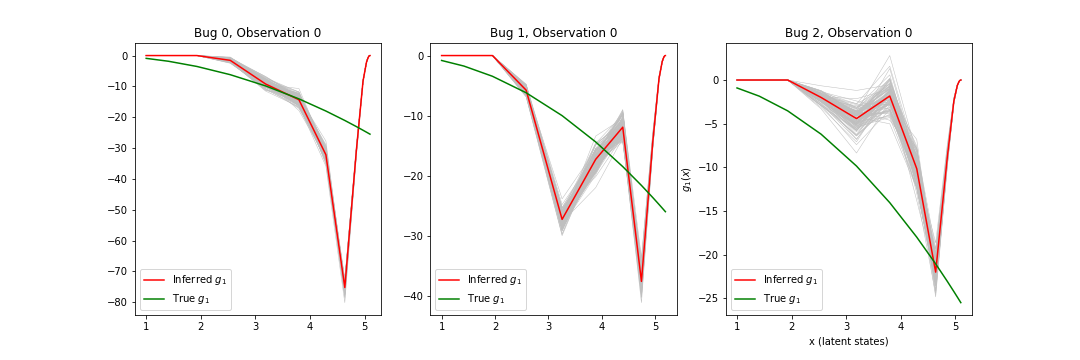 Bug 0, Observation 0
0
−10
−20
−30
−40
−50
−60
−70
−80
1 2 3 4 5
Inferred g₁
True g₁
Bug 1, Observation 0
0
−10
−20
−30
−40
1 2 3 4 5
Inferred g₁
True g₁
Bug 2, Observation 0
g₁(x)
0
−5
−10
−15
−20
−25
1 2 3 4 5
x (latent states)
Inferred g₁
True g₁